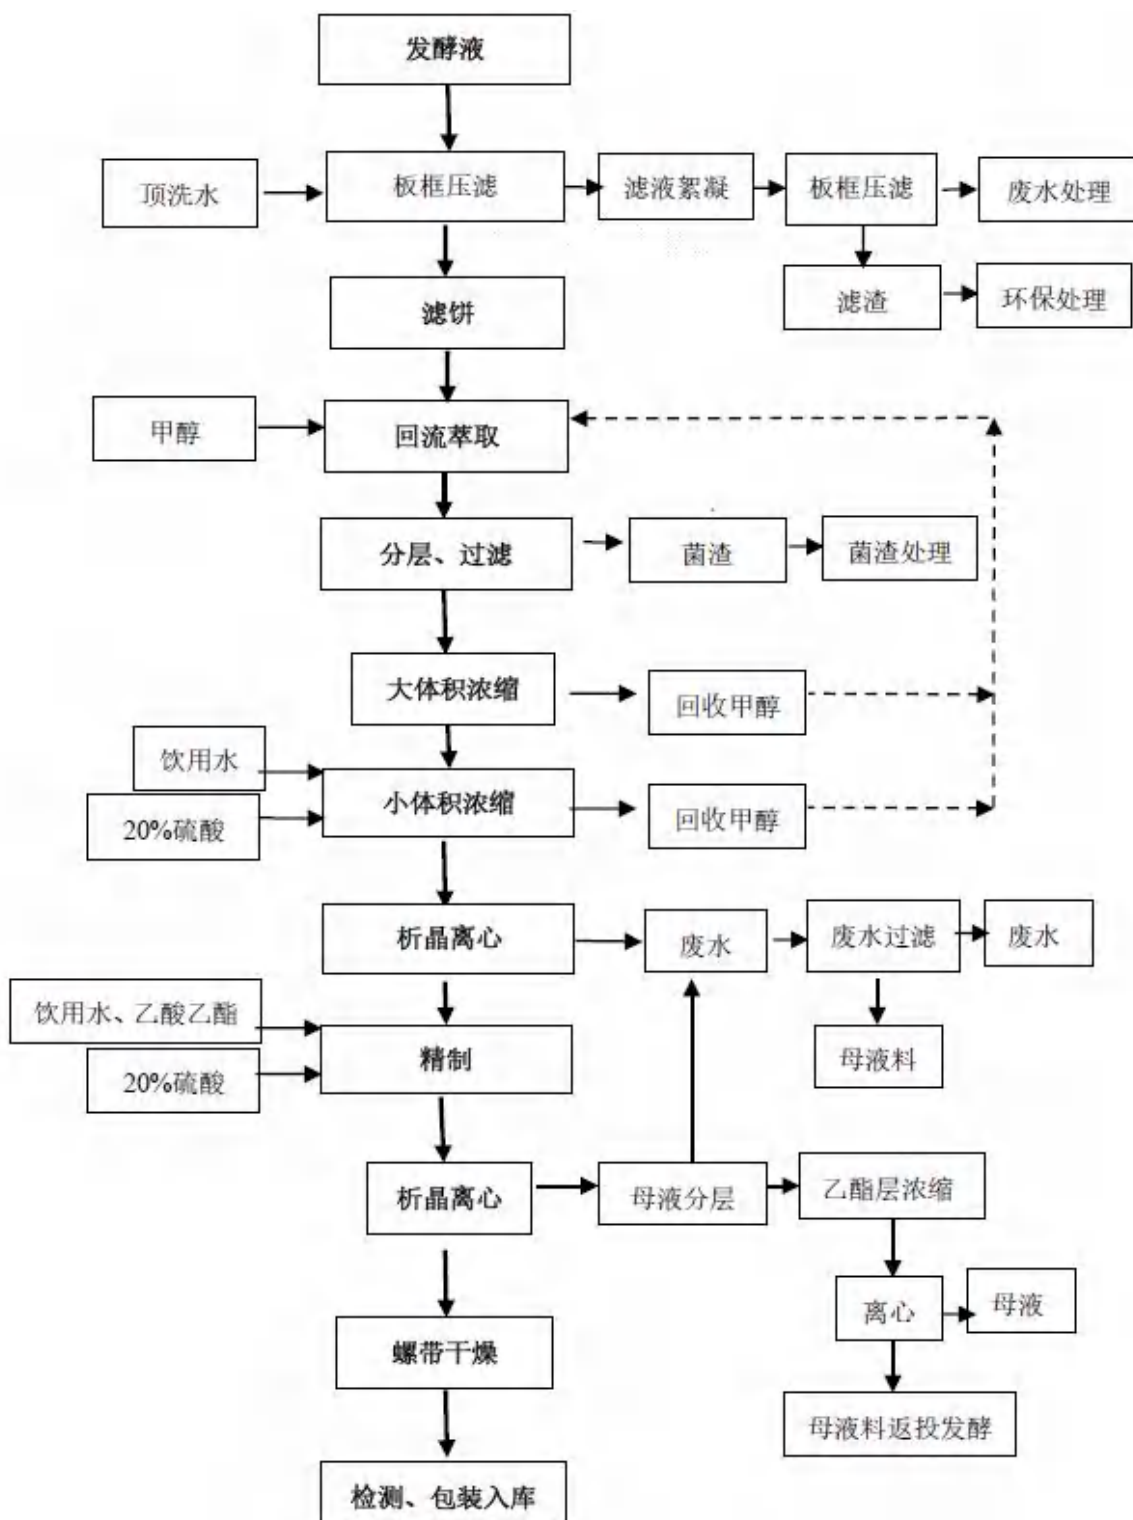 发酵液
顶洗水
板框压滤
滤液絮凝
板框压滤
废水处理
滤饼
滤渣
环保处理
甲醇
回流萃取
分层、过滤
菌渣
菌渣处理
大体积浓缩
回收甲醇
饮用水
小体积浓缩
回收甲醇
20%硫酸
析晶离心
废水
废水过滤
废水
饮用水、乙酸乙酯
精制
母液料
20%硫酸
析晶离心
母液分层
乙酯层浓缩
离心
母液
螺带干燥
母液料返投发酵
检测、包装入库